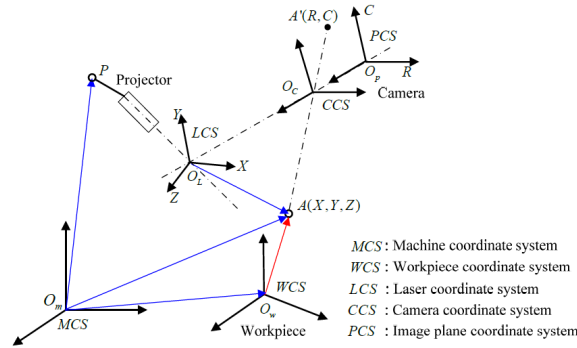 A'(R,C)
C
PCS
P
Projector
O_C
O_p
R
CCS
Camera
Y
LCS
X
O_L
Z
A(X,Y,Z)
MCS : Machine coordinate system
WCS : Workpiece coordinate system
LCS : Laser coordinate system
CCS : Camera coordinate system
PCS : Image plane coordinate system
O_m
WCS
MCS
O_w
Workpiece